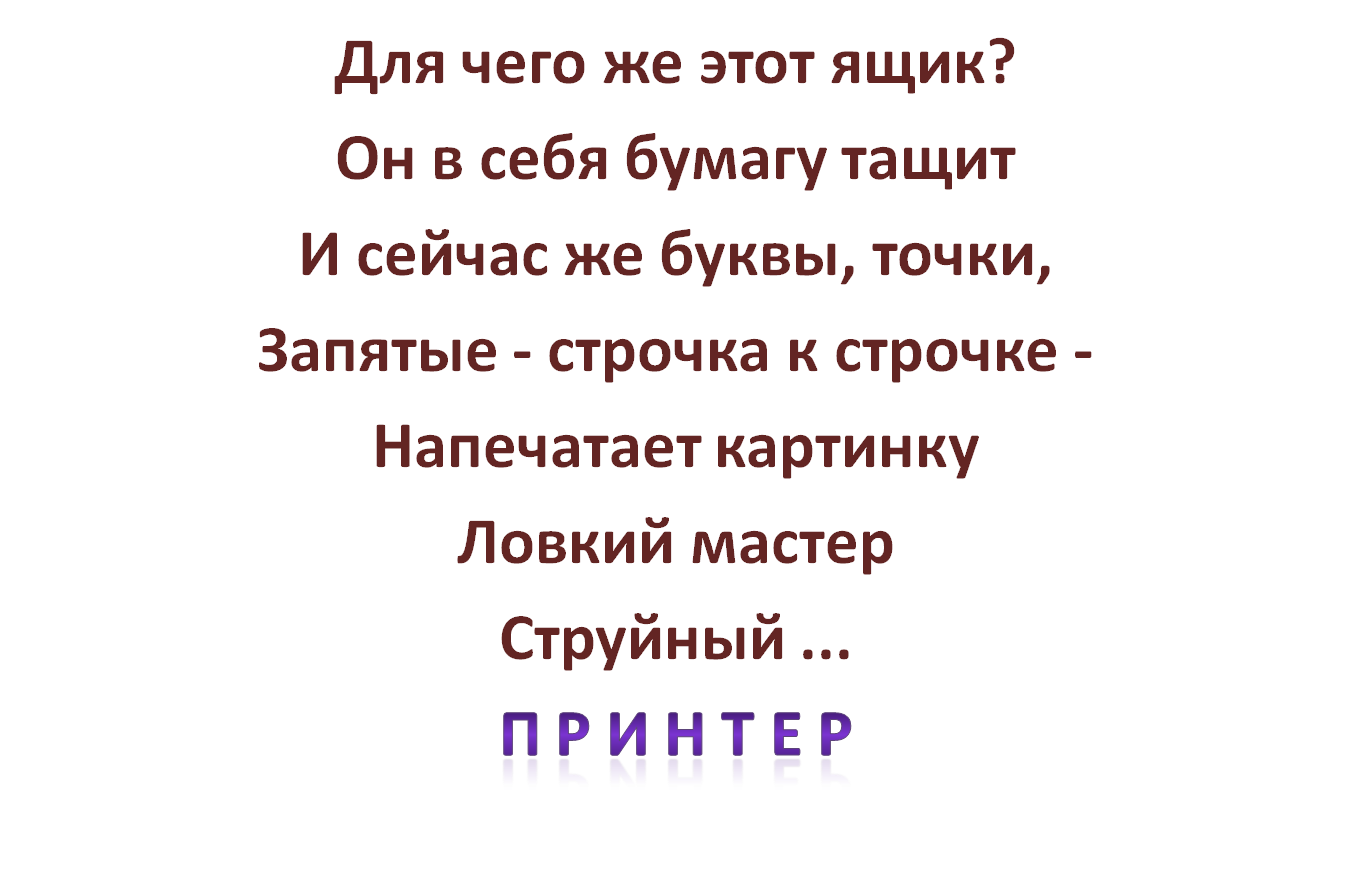 Для чего же этот ящик?
Он в себя бумагу тащит
И сейчас же буквы, точки,
Запятые - строчка к строчке -
Напечатает картинку
Ловкий мастер
Струйный ...
ПРИНТЕР